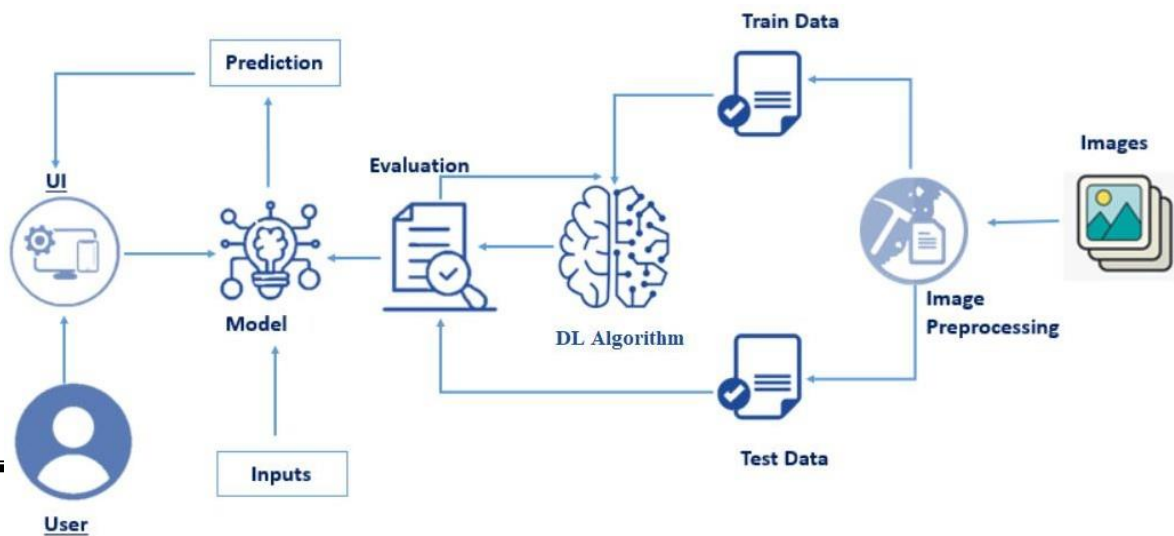 Train Data
Prediction
Images
Evaluation
UI
Image
Preprocessing
Model
DL Algorithm
Test Data
Inputs
User